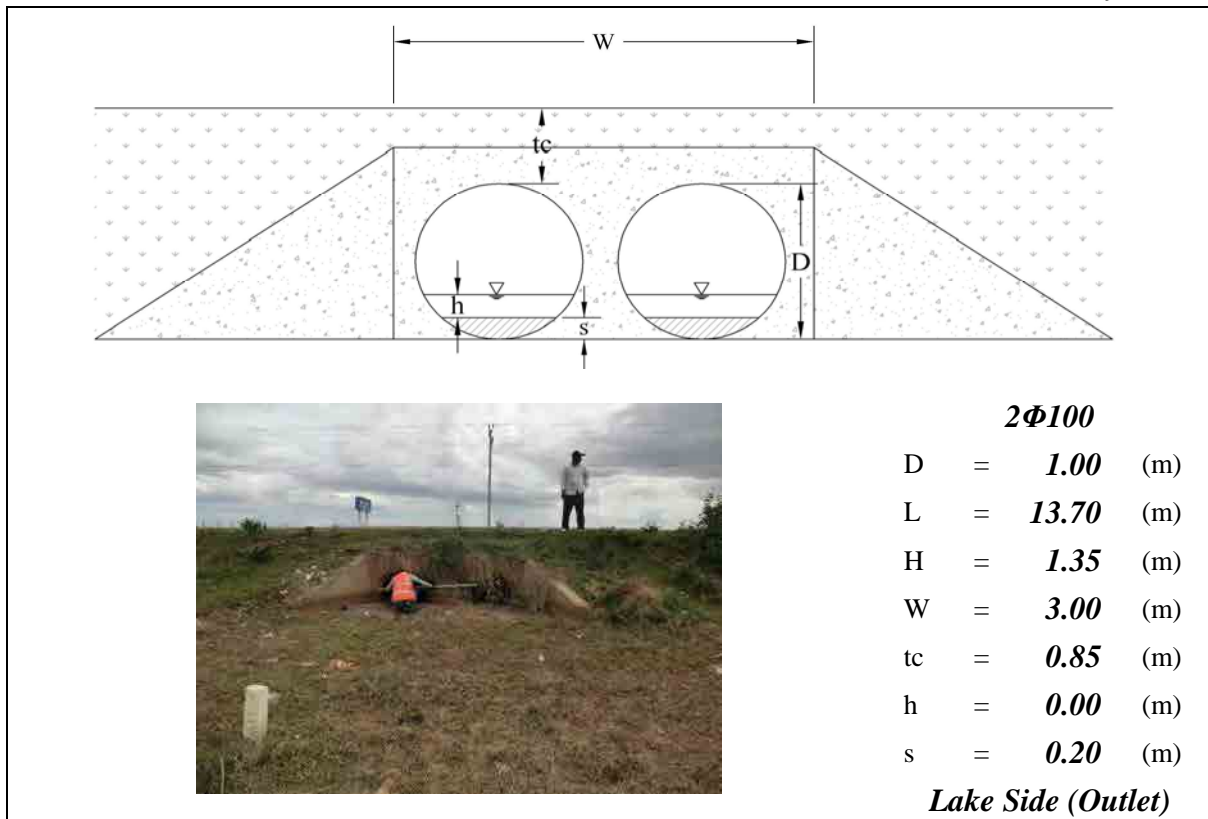 W
tc
D
h
s
2Φ100
D = 1.00 (m)
L = 13.70 (m)
H = 1.35 (m)
W = 3.00 (m)
tc = 0.85 (m)
h = 0.00 (m)
s = 0.20 (m)
Lake Side (Outlet)